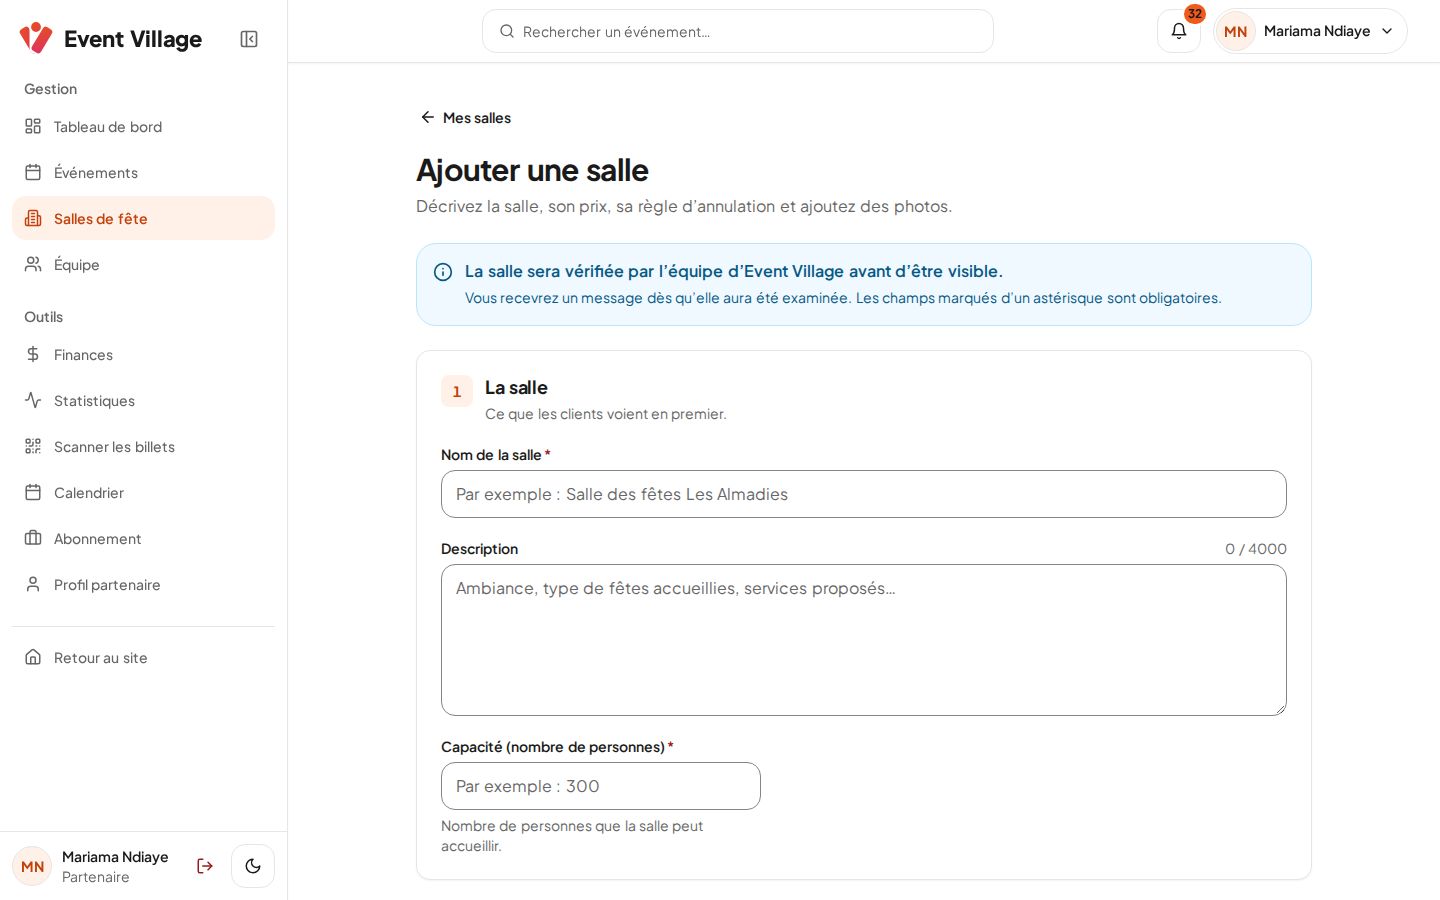 Event Village
Gestion
Tableau de bord
Événements
Salles de fête
Équipe
Outils
Finances
Statistiques
Scanner les billets
Calendrier
Abonnement
Profil partenaire
Retour au site
MN
Mariama Ndiaye
Partenaire
Rechercher un événement…
32
MN
Mariama Ndiaye
Mes salles
Ajouter une salle
Décrivez la salle, son prix, sa règle d’annulation et ajoutez des photos.
La salle sera vérifiée par l’équipe d’Event Village avant d’être visible.
Vous recevrez un message dès qu’elle aura été examinée. Les champs marqués d’un astérisque sont obligatoires.
1
La salle
Ce que les clients voient en premier.
Nom de la salle *
Par exemple : Salle des fêtes Les Almadies
Description
0 / 4000
Ambiance, type de fêtes accueillies, services proposés…
Capacité (nombre de personnes) *
Par exemple : 300
Nombre de personnes que la salle peut
accueillir.